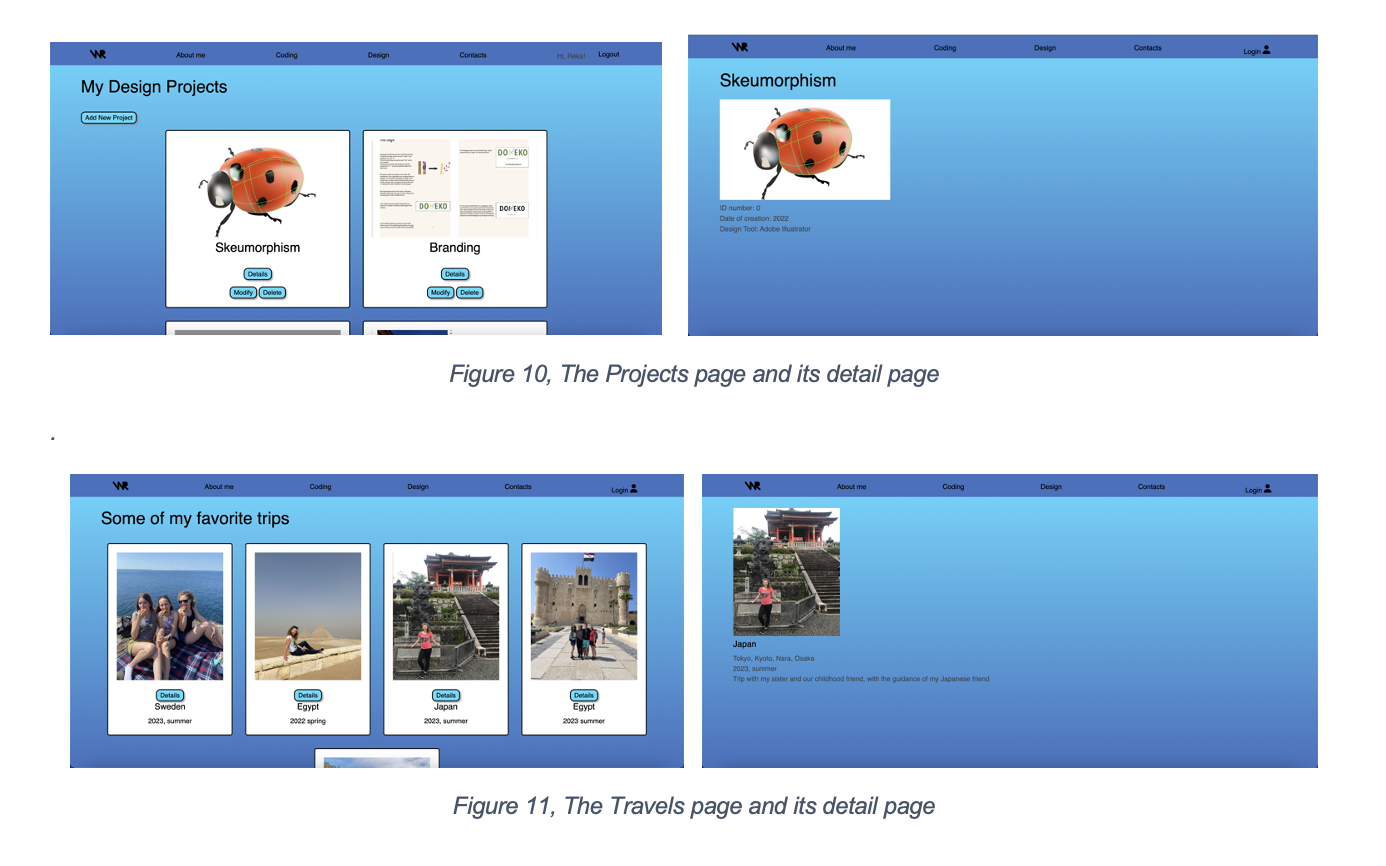 WR About me Coding Design Contacts Hi, Réka! Logout
My Design Projects
Add New Project
DOKEKO
DOKEKO
DOKEKO
Skeumorphism Branding
Details Details
Modify Delete Modify Delete
WR About me Coding Design Contacts Login
Skeumorphism
ID number: 0
Date of creation: 2022
Design Tool: Adobe Illustrator
Figure 10, The Projects page and its detail page
.
WR About me Coding Design Contacts Login
Some of my favorite trips
Details Details Details Details
Sweden Egypt Japan Egypt
2023, summer 2022 spring 2023, summer 2023 summer
WR About me Coding Design Contacts Login
Japan
Tokyo, Kyoto, Nara, Osaka
2023, summer
Trip with my sister and our childhood friend, with the guidance of my Japanese friend
Figure 11, The Travels page and its detail page